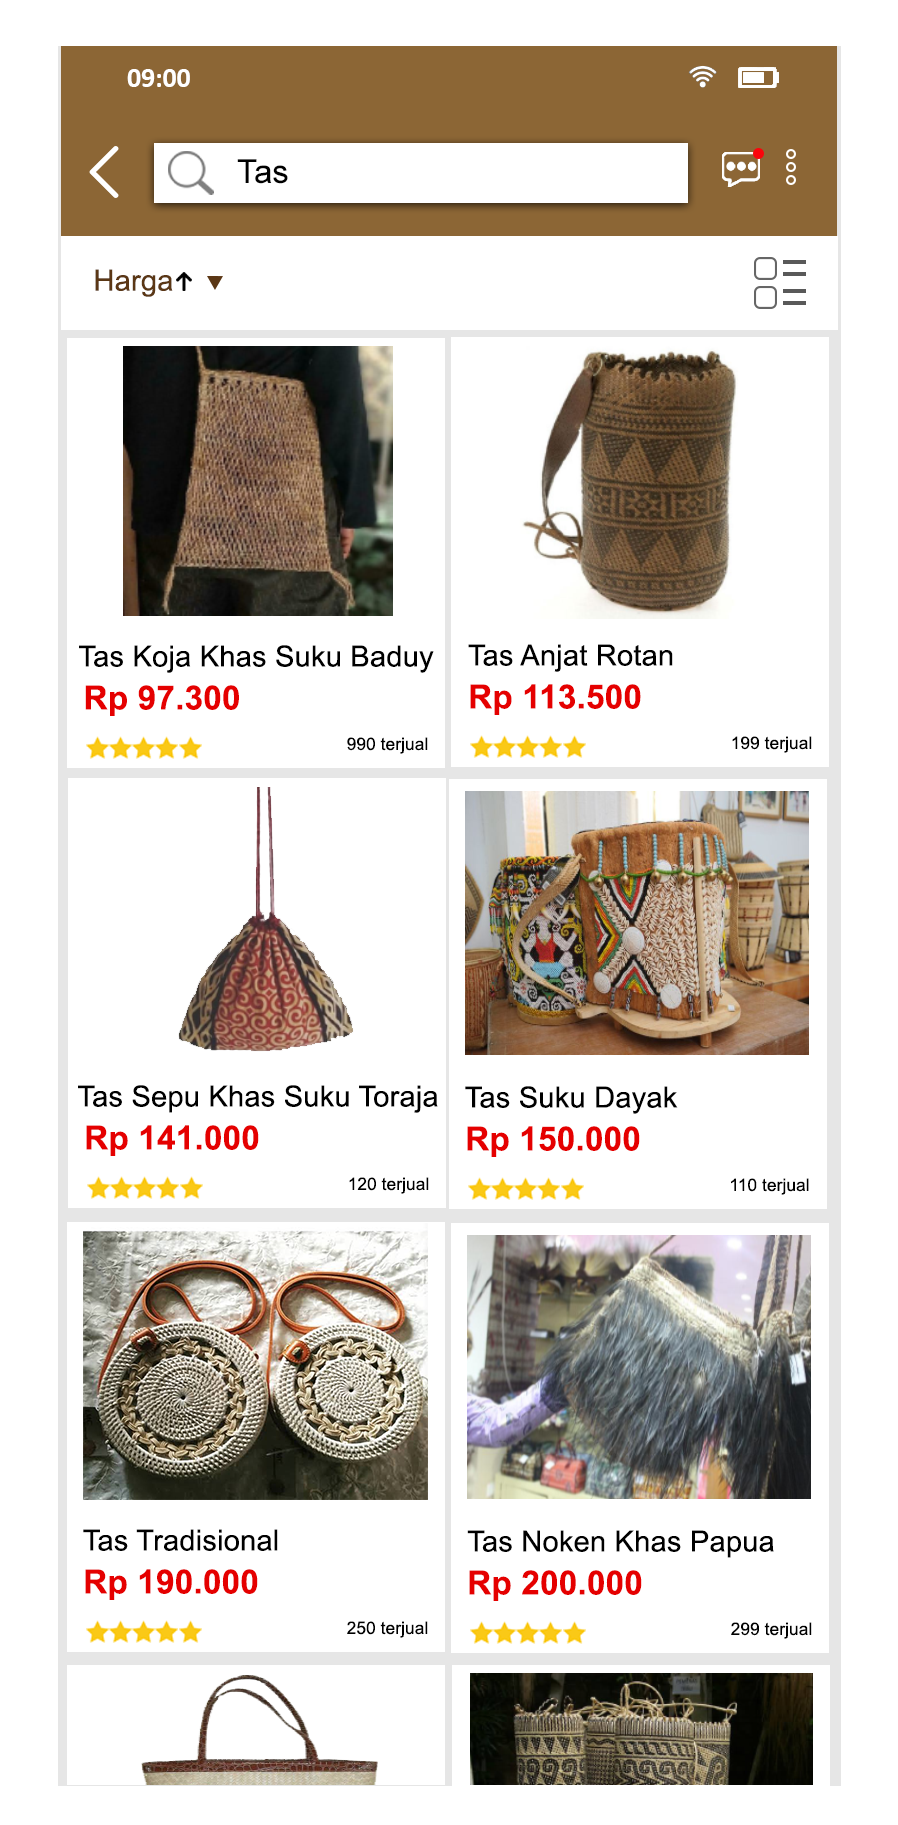 09:00
Tas
Harga↑ ▼
Tas Koja Khas Suku Baduy
Rp 97.300
990 terjual
Tas Anjat Rotan
Rp 113.500
199 terjual
Tas Sepu Khas Suku Toraja
Rp 141.000
120 terjual
Tas Suku Dayak
Rp 150.000
110 terjual
Tas Tradisional
Rp 190.000
250 terjual
Tas Noken Khas Papua
Rp 200.000
299 terjual